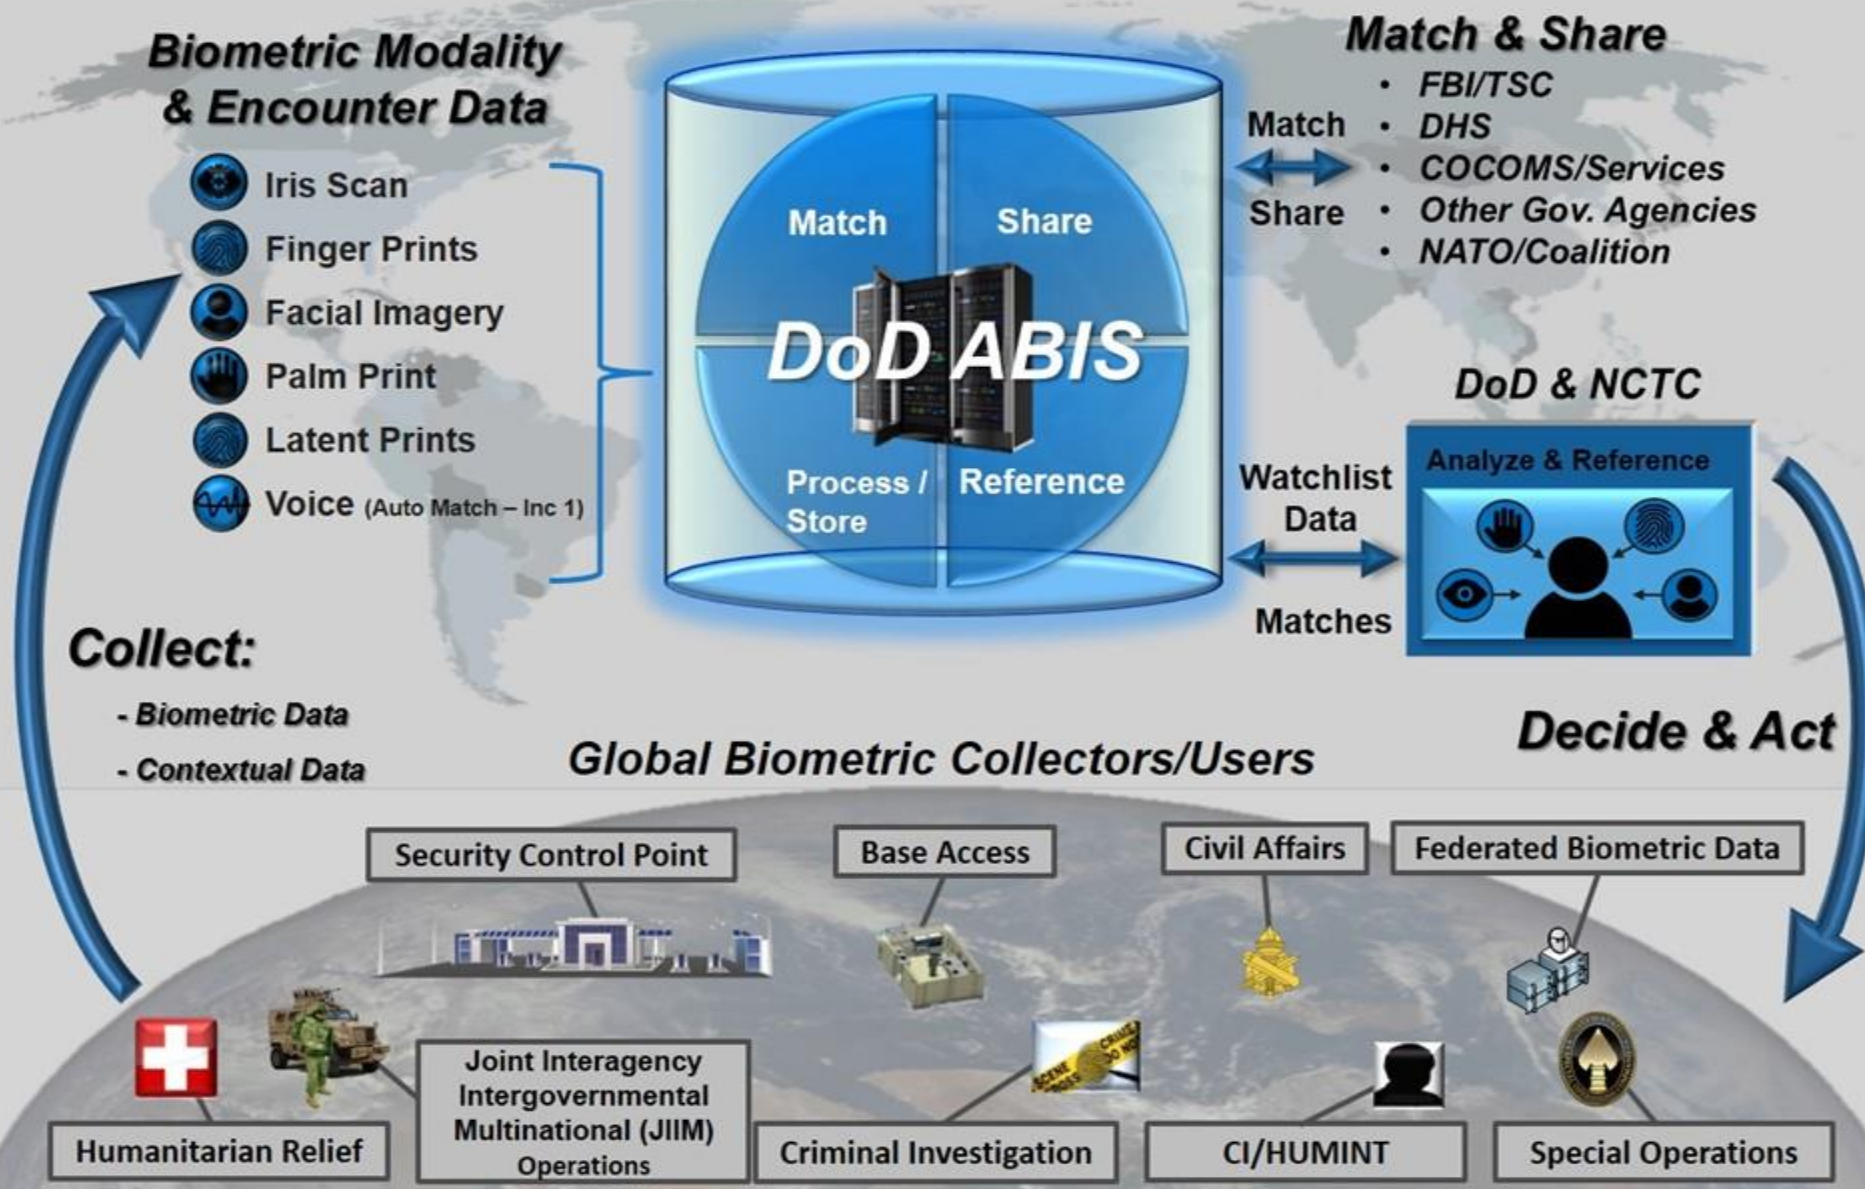 Biometric Modality
& Encounter Data
Iris Scan
Finger Prints
Facial Imagery
Palm Print
Latent Prints
Voice (Auto Match – Inc 1)
Match
Share
DoD ABIS
Process /
Store
Reference
Match & Share
• FBI/TSC
• DHS
• COCOMS/Services
• Other Gov. Agencies
• NATO/Coalition
Match
Share
DoD & NCTC
Analyze & Reference
Watchlist
Data
Matches
Collect:
- Biometric Data
- Contextual Data
Decide & Act
Global Biometric Collectors/Users
Security Control Point
Base Access
Civil Affairs
Federated Biometric Data
Humanitarian Relief
Joint Interagency
Intergovernmental
Multinational (JIIM)
Operations
SCENE
CRIME
DO NO
Criminal Investigation
CI/HUMINT
Special Operations